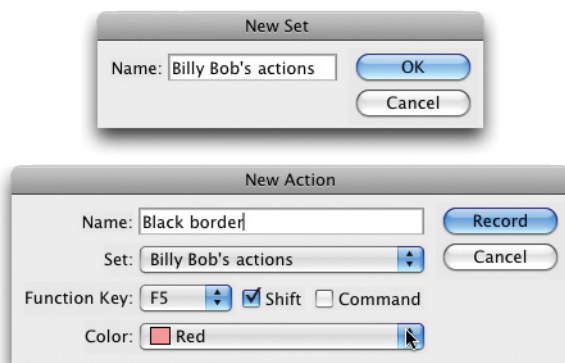 New Set
Name: Billy Bob's actions OK
Cancel
New Action
Name: Black border Record
Set: Billy Bob's actions Cancel
Function Key: F5 Shift Command
Color: Red